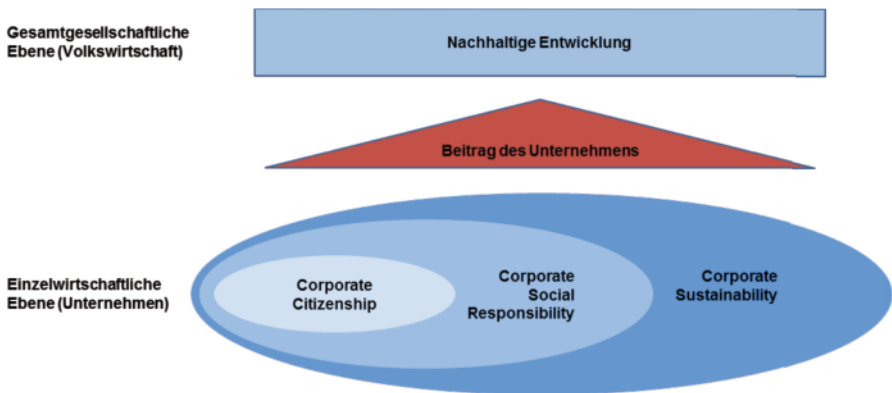 Gesamtgesellschaftliche
Ebene (Volkswirtschaft)
Nachhaltige Entwicklung
Beitrag des Unternehmens
Einzelwirtschaftliche
Ebene (Unternehmen)
Corporate
Citizenship
Corporate
Social
Responsibility
Corporate
Sustainability